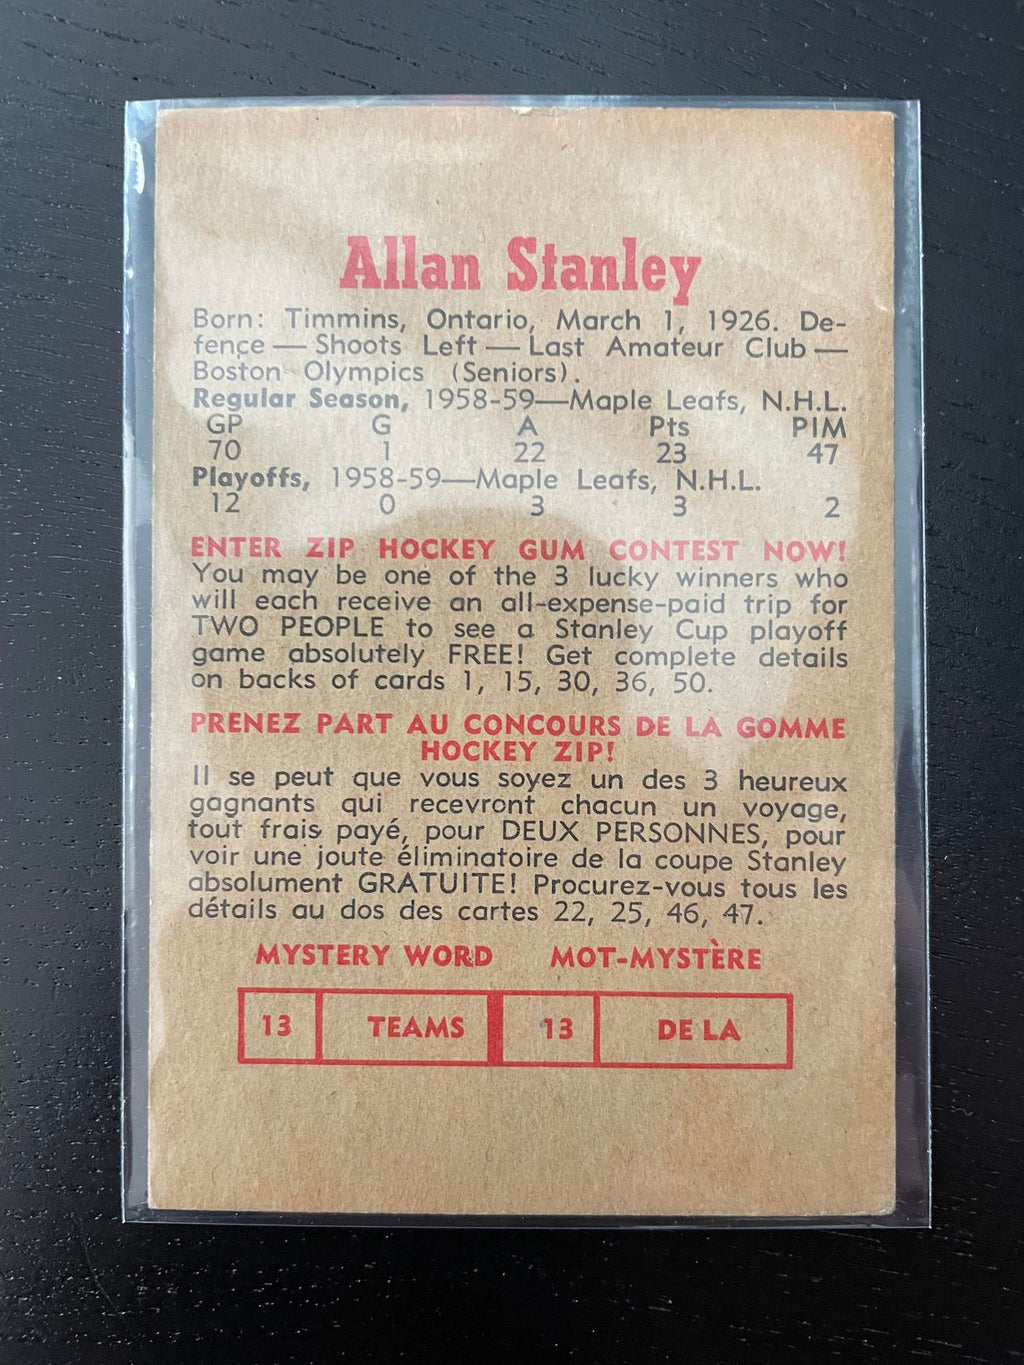 Allan Stanley
Born: Timmins, Ontario, March 1, 1926. De-
fence — Shoots Left — Last Amateur Club —
Boston Olympics (Seniors).
Regular Season, 1958-59—Maple Leafs, N.H.L.
GP G A Pts PIM
70 1 22 23 47
Playoffs, 1958-59—Maple Leafs, N.H.L.
12 0 3 3 2
ENTER ZIP HOCKEY GUM CONTEST NOW!
You may be one of the 3 lucky winners who
will each receive an all-expense-paid trip for
TWO PEOPLE to see a Stanley Cup playoff
game absolutely FREE! Get complete details
on backs of cards 1, 15, 30, 36, 50.
PRENEZ PART AU CONCOURS DE LA GOMME
HOCKEY ZIP!
Il se peut que vous soyez un des 3 heureux
gagnants qui recevront chacun un voyage,
tout frais payé, pour DEUX PERSONNES, pour
voir une joute éliminatoire de la coupe Stanley
absolument GRATUITE! Procurez-vous tous les
détails au dos des cartes 22, 25, 46, 47.
MYSTERY WORD MOT-MYSTÈRE
13 TEAMS 13 DE LA